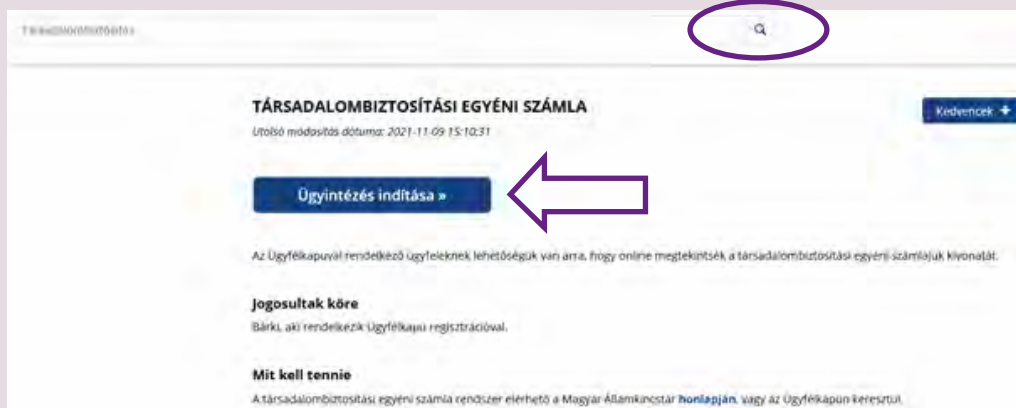 Társadalombiztosítás
TÁRSADALOMBIZTOSÍTÁSI EGYÉNI SZÁMLA
Kedvencek +
Utolsó módosítás dátuma: 2021-11-09 15:10:31
Ügyintézés indítása »
Az Ügyfélkapuval rendelkező ügyfeleknek lehetőségük van arra, hogy online megtekintsék a társadalombiztosítási egyéni számlájuk kivonatát.
Jogosultak köre
Bárki, aki rendelkezik Ügyfélkapu regisztrációval.
Mit kell tennie
A társadalombiztosítási egyéni számla rendszer elérhető a Magyar Államkincstár honlapján, vagy az Ügyfélkapun keresztül.